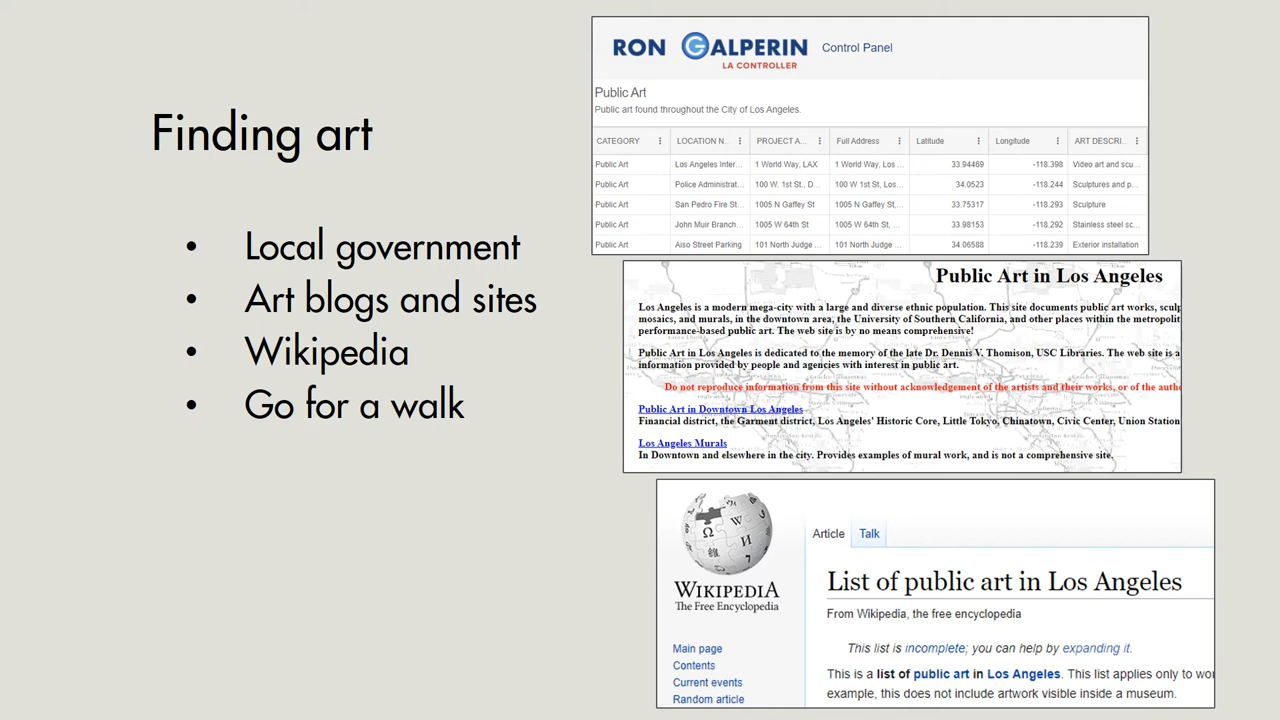 Finding art
• Local government
• Art blogs and sites
• Wikipedia
• Go for a walk
RON GALPERIN Control Panel
LA CONTROLLER
Public Art
Public art found throughout the City of Los Angeles.
CATEGORY LOCATION N... PROJECT A... Full Address Latitude Longitude ART DESCRI...
Public Art Los Angeles Inter... 1 World Way, LAX 1 World Way, Los ... 33.94469 -118.398 Video art and scu...
Public Art Police Administrat... 100 W. 1st St., D... 100 W 1st St, Los... 34.0523 -118.244 Sculptures and p...
Public Art San Pedro Fire St... 1005 N Gaffey St 1005 N Gaffey St,... 33.75317 -118.293 Sculpture
Public Art John Muir Branch... 1005 W 64th St 1005 W 64th St, ... 33.98153 -118.292 Stainless steel sc...
Public Art Aiso Street Parking 101 North Judge ... 101 North Judge ... 34.06588 -118.239 Exterior installation
Public Art in Los Angeles
Los Angeles is a modern mega-city with a large and diverse ethnic population. This site documents public art works, sculp
mosaics, and murals, in the downtown area, the University of Southern California, and other places within the metropolit
performance-based public art. The web site is by no means comprehensive!
Public Art in Los Angeles is dedicated to the memory of the late Dr. Dennis V. Thomison, USC Libraries. The web site is a
information provided by people and agencies with interest in public art.
Do not reproduce information from this site without acknowledgement of the artists and their works, or of the autho
Public Art in Downtown Los Angeles
Financial district, the Garment district, Los Angeles' Historic Core, Little Tokyo, Chinatown, Civic Center, Union Station
Los Angeles Murals
In Downtown and elsewhere in the city. Provides examples of mural work, and is not a comprehensive site.
WIKIPEDIA
The Free Encyclopedia
Main page
Contents
Current events
Random article
Article Talk
List of public art in Los Angeles
From Wikipedia, the free encyclopedia
This list is incomplete; you can help by expanding it.
This is a list of public art in Los Angeles. This list applies only to wor
example, this does not include artwork visible inside a museum.